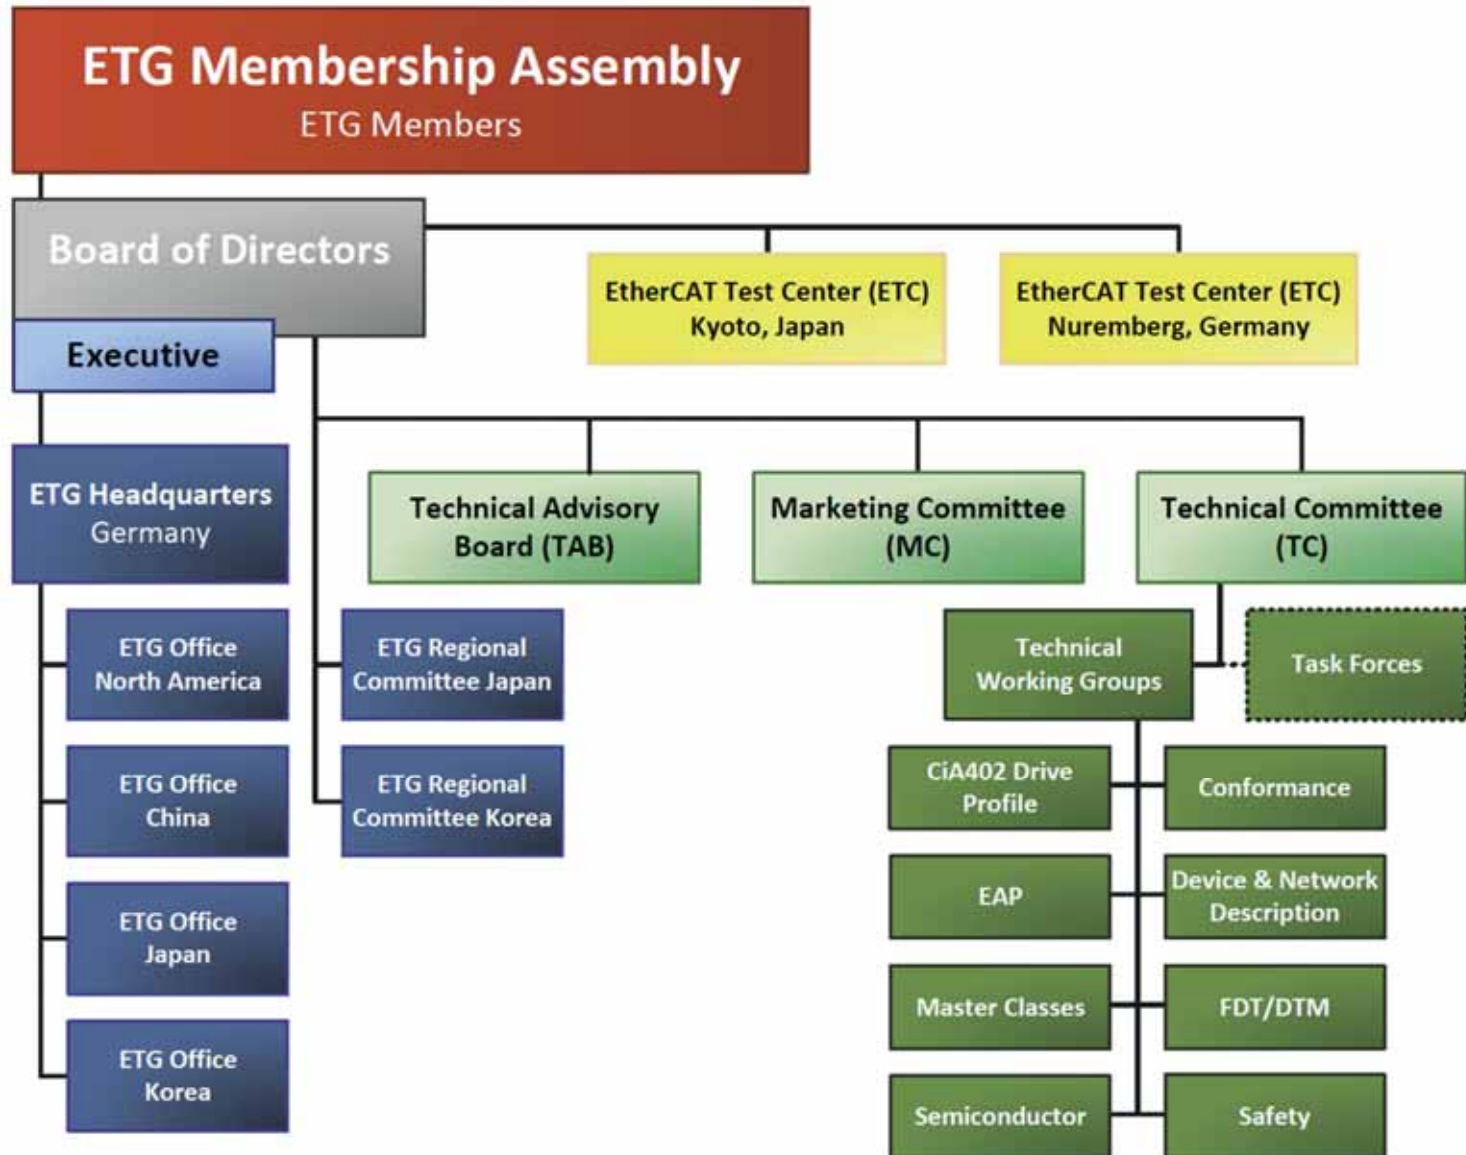 ETG Membership Assembly
ETG Members
Board of Directors
Executive
EtherCAT Test Center (ETC)
Kyoto, Japan
EtherCAT Test Center (ETC)
Nuremberg, Germany
ETG Headquarters
Germany
Technical Advisory
Board (TAB)
Marketing Committee
(MC)
Technical Committee
(TC)
ETG Office
North America
ETG Office
China
ETG Office
Japan
ETG Office
Korea
ETG Regional
Committee Japan
ETG Regional
Committee Korea
Technical
Working Groups
Task Forces
CiA402 Drive
Profile
Conformance
EAP
Device & Network
Description
Master Classes
FDT/DTM
Semiconductor
Safety